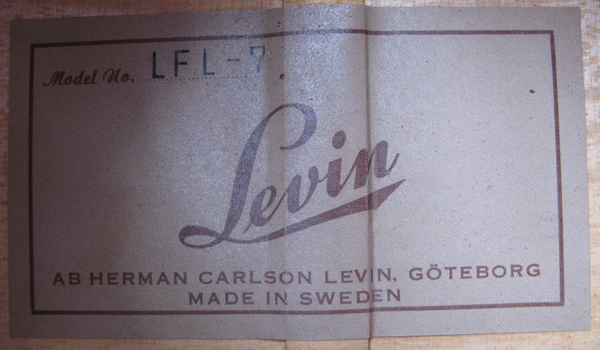 Model No. LFL-7
Levin
AB HERMAN CARLSON LEVIN, GÖTEBORG
MADE IN SWEDEN